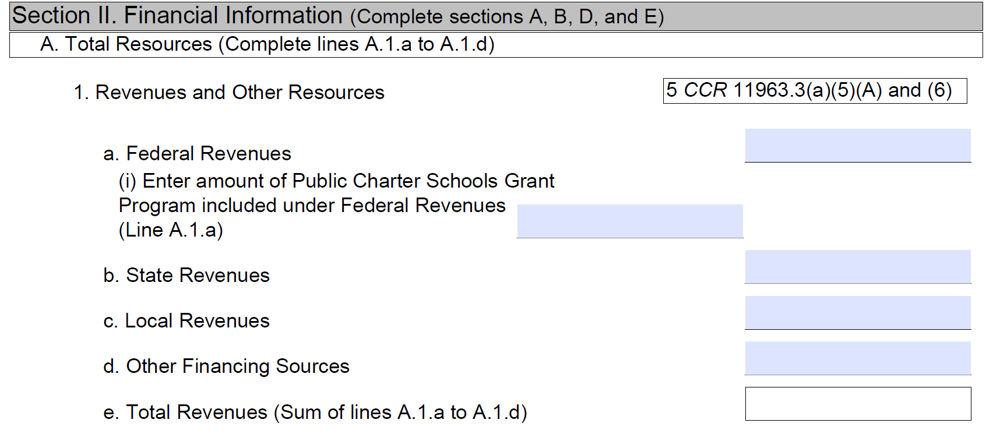 Section II. Financial Information (Complete sections A, B, D, and E)
A. Total Resources (Complete lines A.1.a to A.1.d)
1. Revenues and Other Resources
5 CCR 11963.3(a)(5)(A) and (6)
a. Federal Revenues
(i) Enter amount of Public Charter Schools Grant
Program included under Federal Revenues
(Line A.1.a)
b. State Revenues
c. Local Revenues
d. Other Financing Sources
e. Total Revenues (Sum of lines A.1.a to A.1.d)